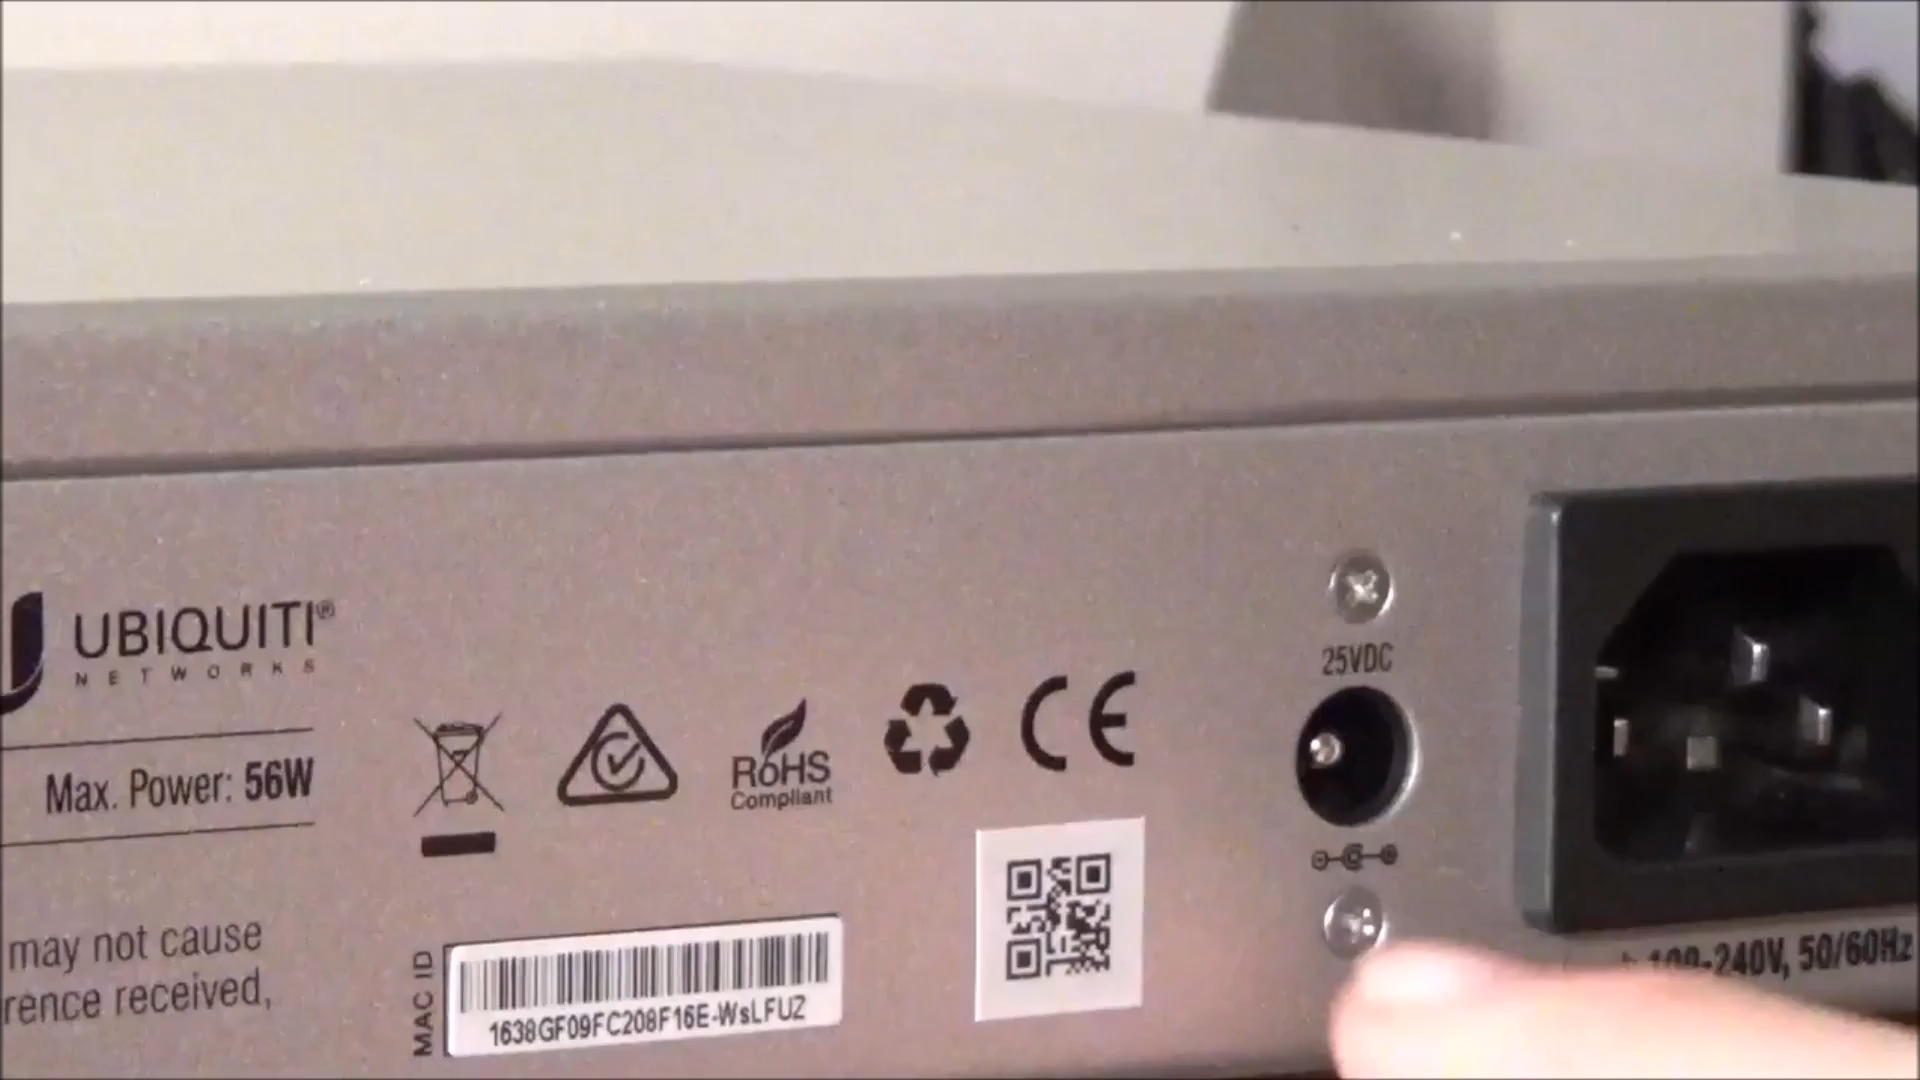 UBIQUITI®
NETWORKS
Max. Power: 56W
may not cause
rence received,
RoHS
Compliant
CE
MAC ID
1638GF09FC208F16E-WsLFUZ
25VDC
100-240V, 50/60Hz